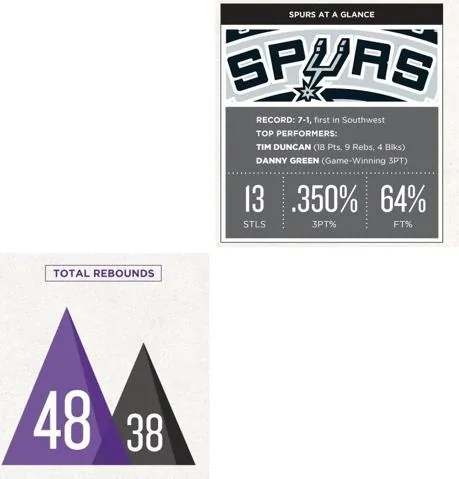 SPURS AT A GLANCE
SPURS
RECORD: 7-1, first in Southwest
TOP PERFORMERS:
TIM DUNCAN (18 Pts, 9 Rebs, 4 Blks)
DANNY GREEN (Game-Winning 3PT)
13 .350% 64%
STLS 3PT% FT%
TOTAL REBOUNDS
48 38